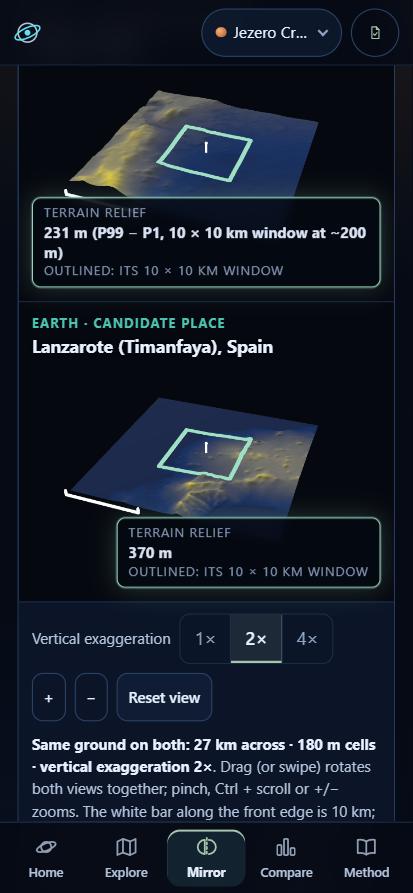 Jezero Cr...
TERRAIN RELIEF
231 m (P99 − P1, 10 × 10 km window at ~200
m)
OUTLINED: ITS 10 × 10 KM WINDOW
EARTH · CANDIDATE PLACE
Lanzarote (Timanfaya), Spain
TERRAIN RELIEF
370 m
OUTLINED: ITS 10 × 10 KM WINDOW
Vertical exaggeration 1× 2× 4×
+ − Reset view
Same ground on both: 27 km across · 180 m cells
· vertical exaggeration 2×. Drag (or swipe) rotates
both views together; pinch, Ctrl + scroll or +/−
zooms. The white bar along the front edge is 10 km;
Home Explore Mirror Compare Method